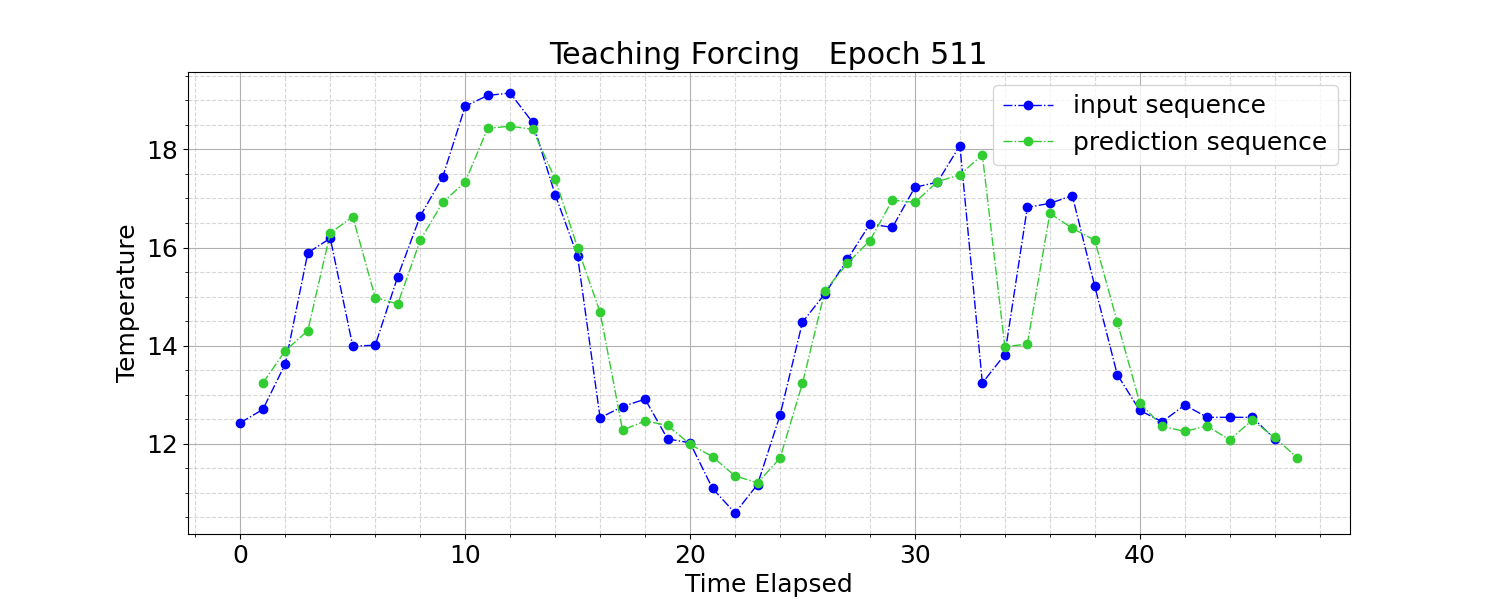 Teaching Forcing   Epoch 511
input sequence
prediction sequence
18
16
14
12
Temperature
0 10 20 30 40
Time Elapsed